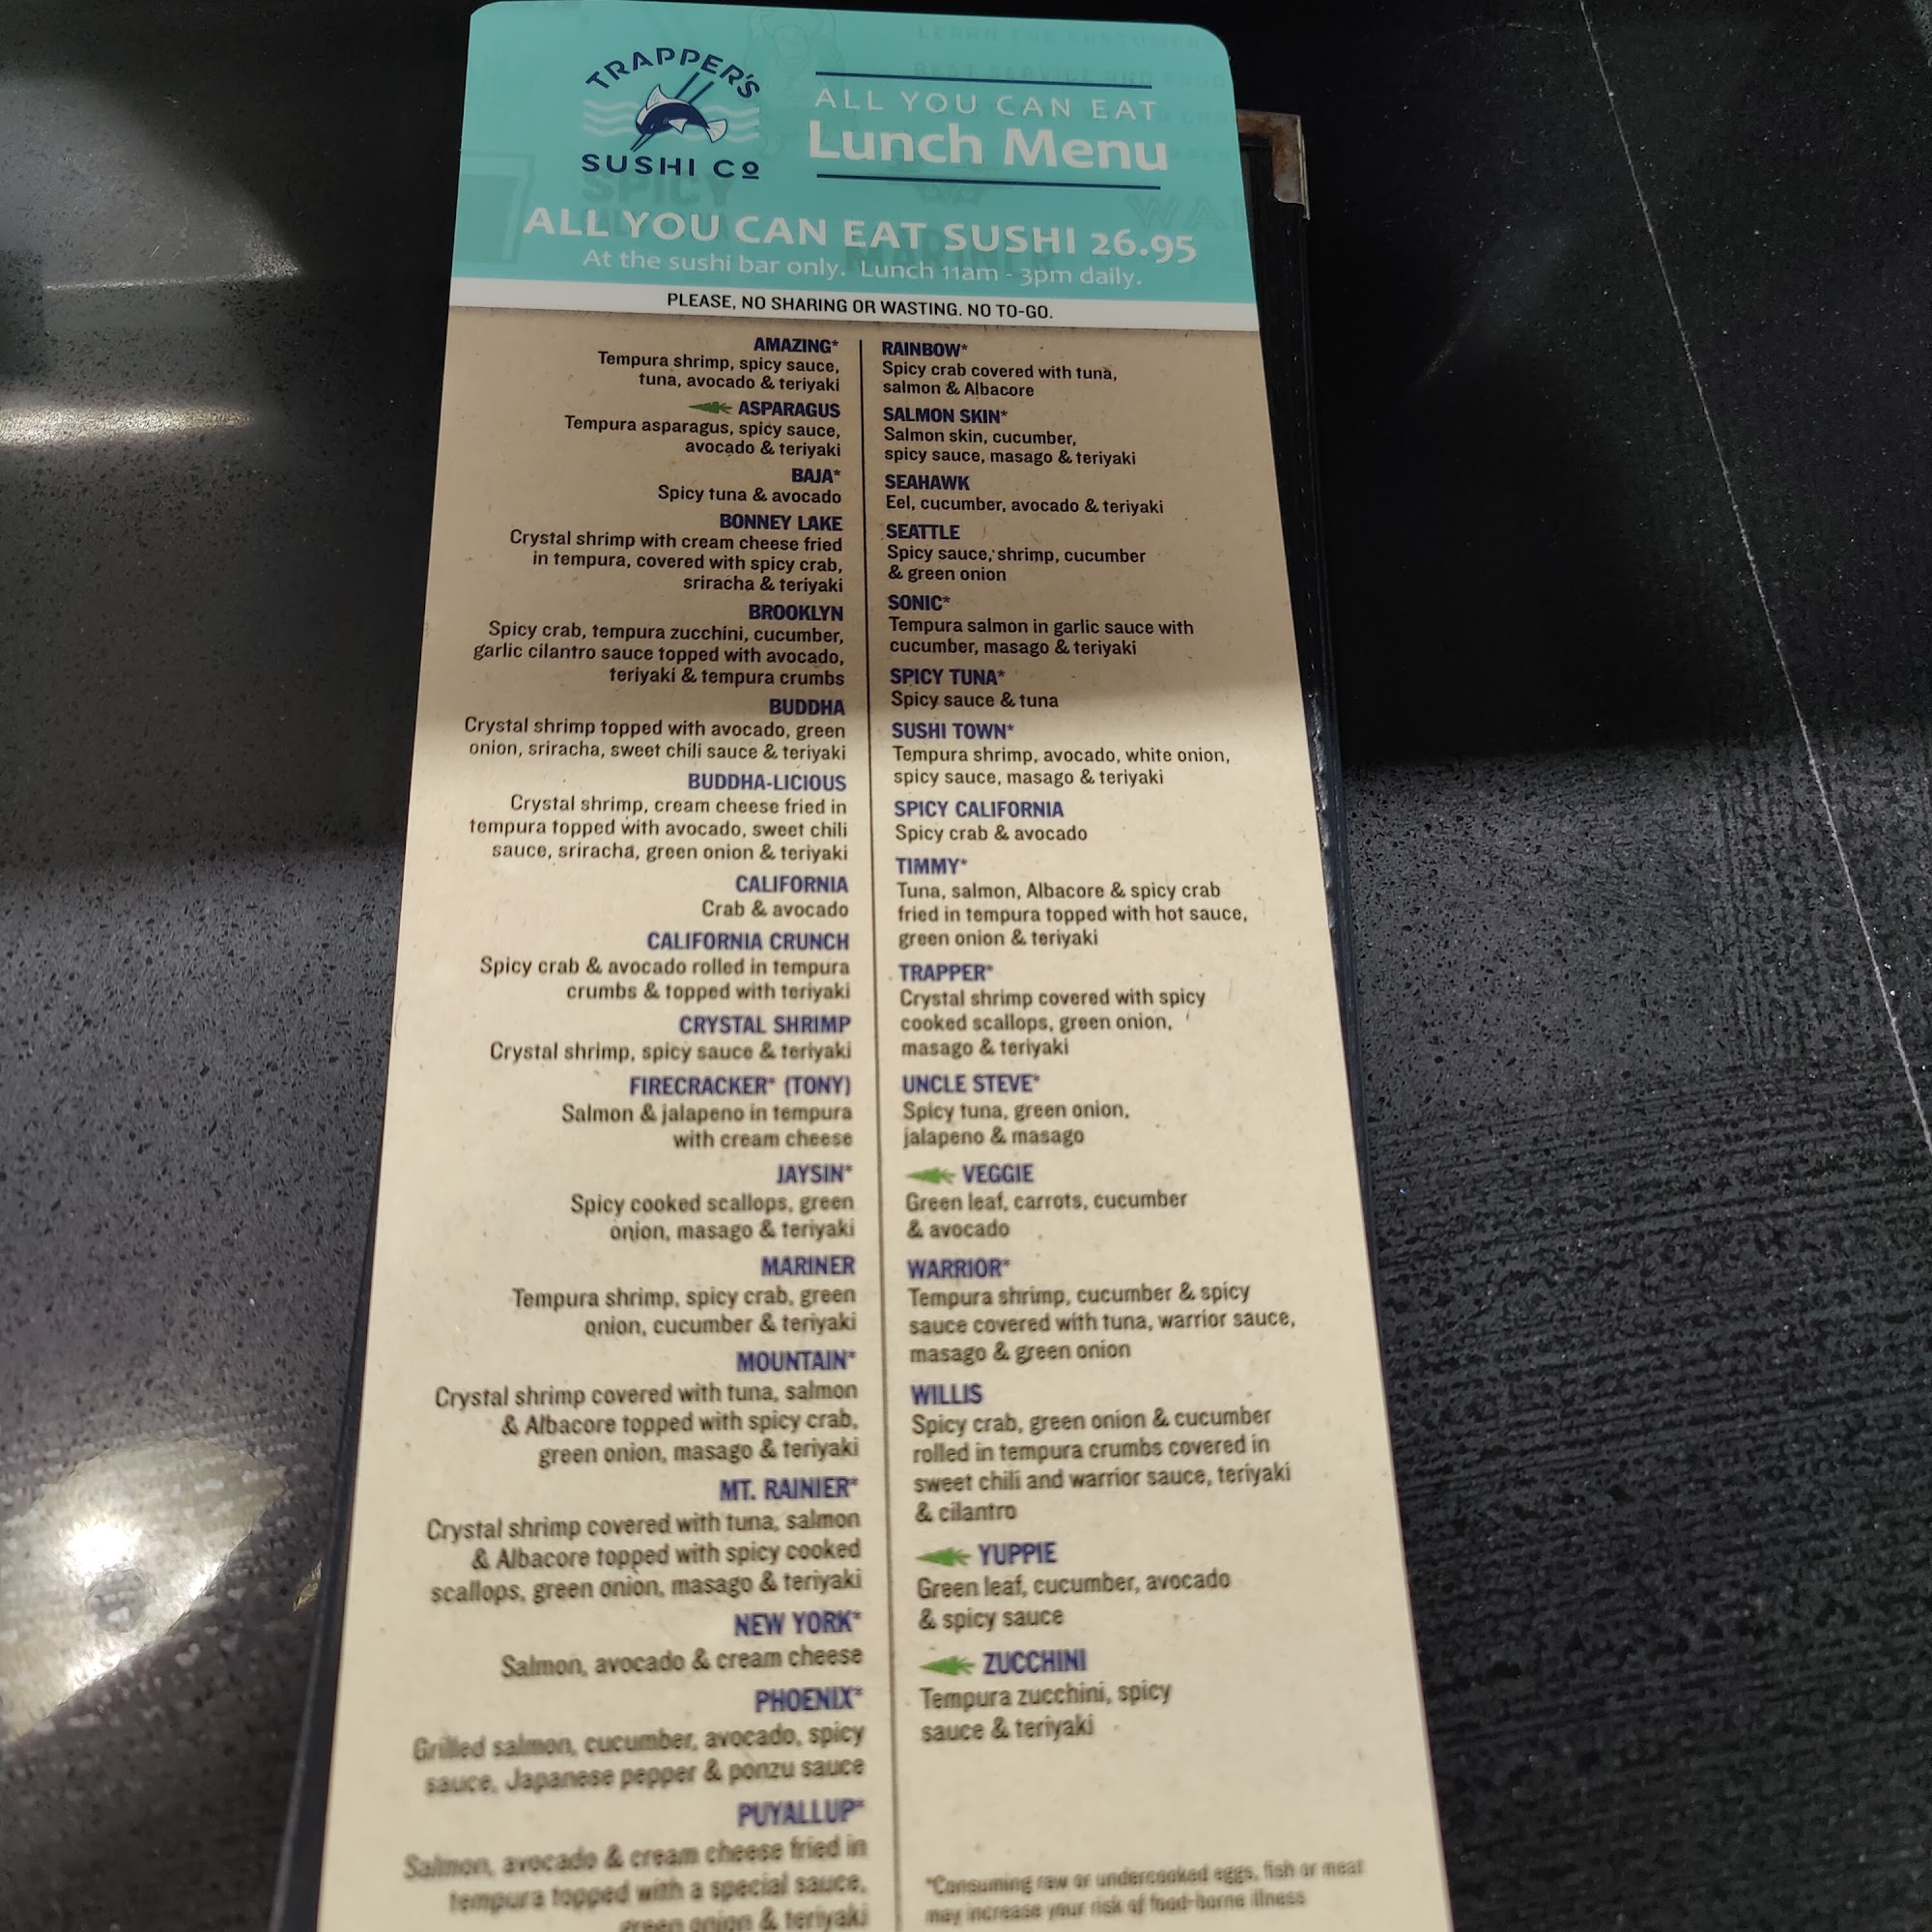 TRAPPER'S
SUSHI Co
ALL YOU CAN EAT
Lunch Menu
ALL YOU CAN EAT SUSHI 26.95
At the sushi bar only. Lunch 11am - 3pm daily.
PLEASE, NO SHARING OR WASTING. NO TO-GO.
AMAZING*
Tempura shrimp, spicy sauce,
tuna, avocado & teriyaki
ASPARAGUS
Tempura asparagus, spicy sauce,
avocado & teriyaki
BAJA*
Spicy tuna & avocado
BONNEY LAKE
Crystal shrimp with cream cheese fried
in tempura, covered with spicy crab,
sriracha & teriyaki
BROOKLYN
Spicy crab, tempura zucchini, cucumber,
garlic cilantro sauce topped with avocado,
teriyaki & tempura crumbs
BUDDHA
Crystal shrimp topped with avocado, green
onion, sriracha, sweet chili sauce & teriyaki
BUDDHA-LICIOUS
Crystal shrimp, cream cheese fried in
tempura topped with avocado, sweet chili
sauce, sriracha, green onion & teriyaki
CALIFORNIA
Crab & avocado
CALIFORNIA CRUNCH
Spicy crab & avocado rolled in tempura
crumbs & topped with teriyaki
CRYSTAL SHRIMP
Crystal shrimp, spicy sauce & teriyaki
FIRECRACKER* (TONY)
Salmon & jalapeno in tempura
with cream cheese
JAYSIN*
Spicy cooked scallops, green
onion, masago & teriyaki
MARINER
Tempura shrimp, spicy crab, green
onion, cucumber & teriyaki
MOUNTAIN*
Crystal shrimp covered with tuna, salmon
& Albacore topped with spicy crab,
green onion, masago & teriyaki
MT. RAINIER*
Crystal shrimp covered with tuna, salmon
& Albacore topped with spicy cooked
scallops, green onion, masago & teriyaki
NEW YORK*
Salmon, avocado & cream cheese
PHOENIX*
Grilled salmon, cucumber, avocado, spicy
sauce, Japanese pepper & ponzu sauce
PUYALLUP*
Salmon, avocado & cream cheese fried in
tempura topped with a special sauce,
green onion & teriyaki
RAINBOW*
Spicy crab covered with tuna,
salmon & Albacore
SALMON SKIN*
Salmon skin, cucumber,
spicy sauce, masago & teriyaki
SEAHAWK
Eel, cucumber, avocado & teriyaki
SEATTLE
Spicy sauce, shrimp, cucumber
& green onion
SONIC*
Tempura salmon in garlic sauce with
cucumber, masago & teriyaki
SPICY TUNA*
Spicy sauce & tuna
SUSHI TOWN*
Tempura shrimp, avocado, white onion,
spicy sauce, masago & teriyaki
SPICY CALIFORNIA
Spicy crab & avocado
TIMMY*
Tuna, salmon, Albacore & spicy crab
fried in tempura topped with hot sauce,
green onion & teriyaki
TRAPPER*
Crystal shrimp covered with spicy
cooked scallops, green onion,
masago & teriyaki
UNCLE STEVE*
Spicy tuna, green onion,
jalapeno & masago
VEGGIE
Green leaf, carrots, cucumber
& avocado
WARRIOR*
Tempura shrimp, cucumber & spicy
sauce covered with tuna, warrior sauce,
masago & green onion
WILLIS
Spicy crab, green onion & cucumber
rolled in tempura crumbs covered in
sweet chili and warrior sauce, teriyaki
& cilantro
YUPPIE
Green leaf, cucumber, avocado
& spicy sauce
ZUCCHINI
Tempura zucchini, spicy
sauce & teriyaki
*Consuming raw or undercooked eggs, fish or meat
may increase your risk of food-borne illness